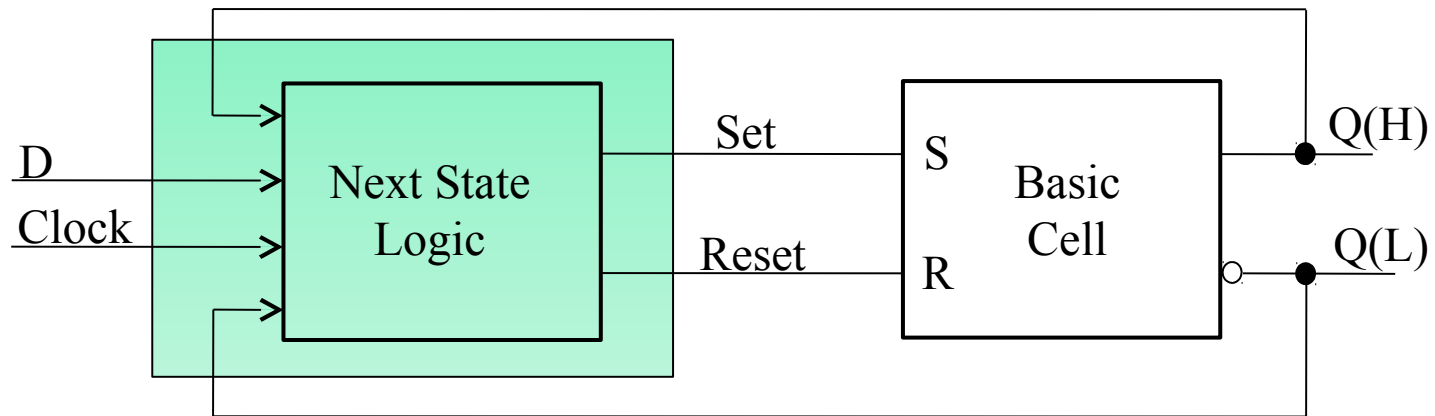 D
Clock
Next State
Logic
Set
Reset
S
R
Basic
Cell
Q(H)
Q(L)